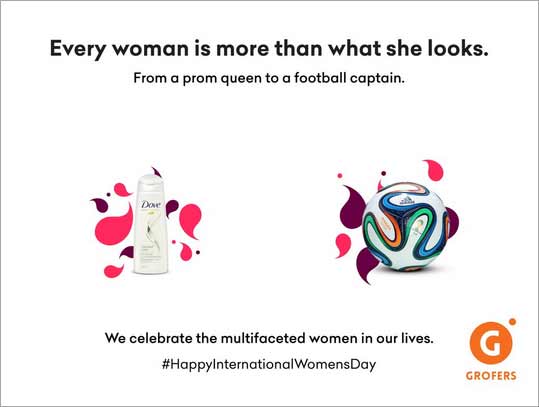 Every woman is more than what she looks.
From a prom queen to a football captain.
Dove
adidas
We celebrate the multifaceted women in our lives.
#HappyInternationalWomensDay
G
GROFERS